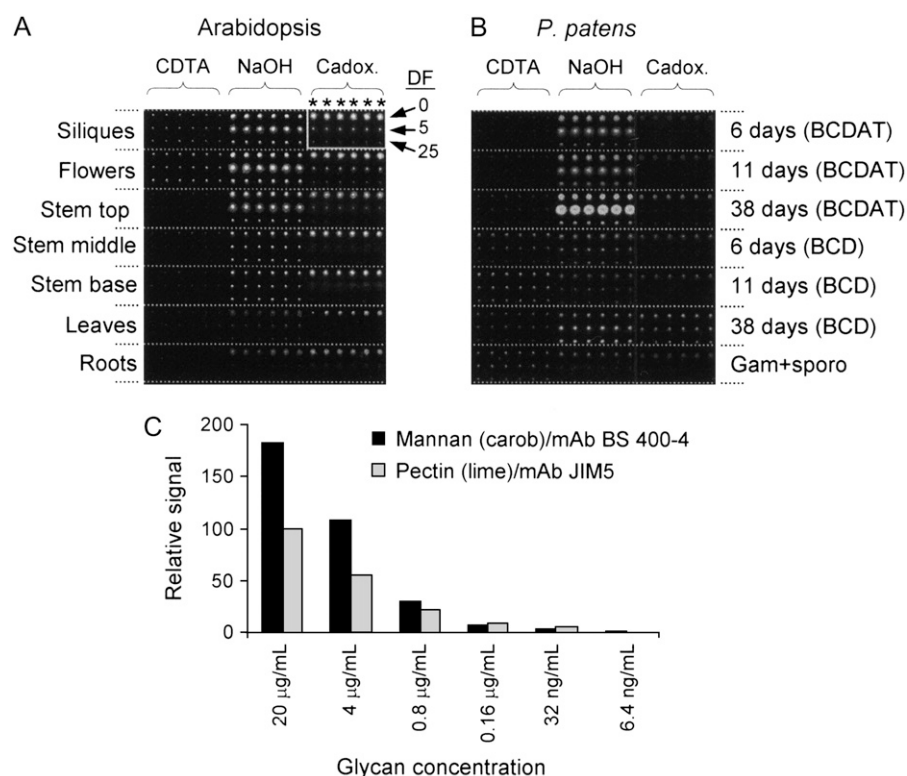 A
Arabidopsis
CDTA NaOH Cadox. DF
****** 0
5
25
Siliques
Flowers
Stem top
Stem middle
Stem base
Leaves
Roots
B
P. patens
CDTA NaOH Cadox.
6 days (BCDAT)
11 days (BCDAT)
38 days (BCDAT)
6 days (BCD)
11 days (BCD)
38 days (BCD)
Gam+sporo
C
Mannan (carob)/mAb BS 400-4
Pectin (lime)/mAb JIM5
Relative signal
200
150
100
50
0
20 μg/mL
4 μg/mL
0.8 μg/mL
0.16 μg/mL
32 ng/mL
6.4 ng/mL
Glycan concentration